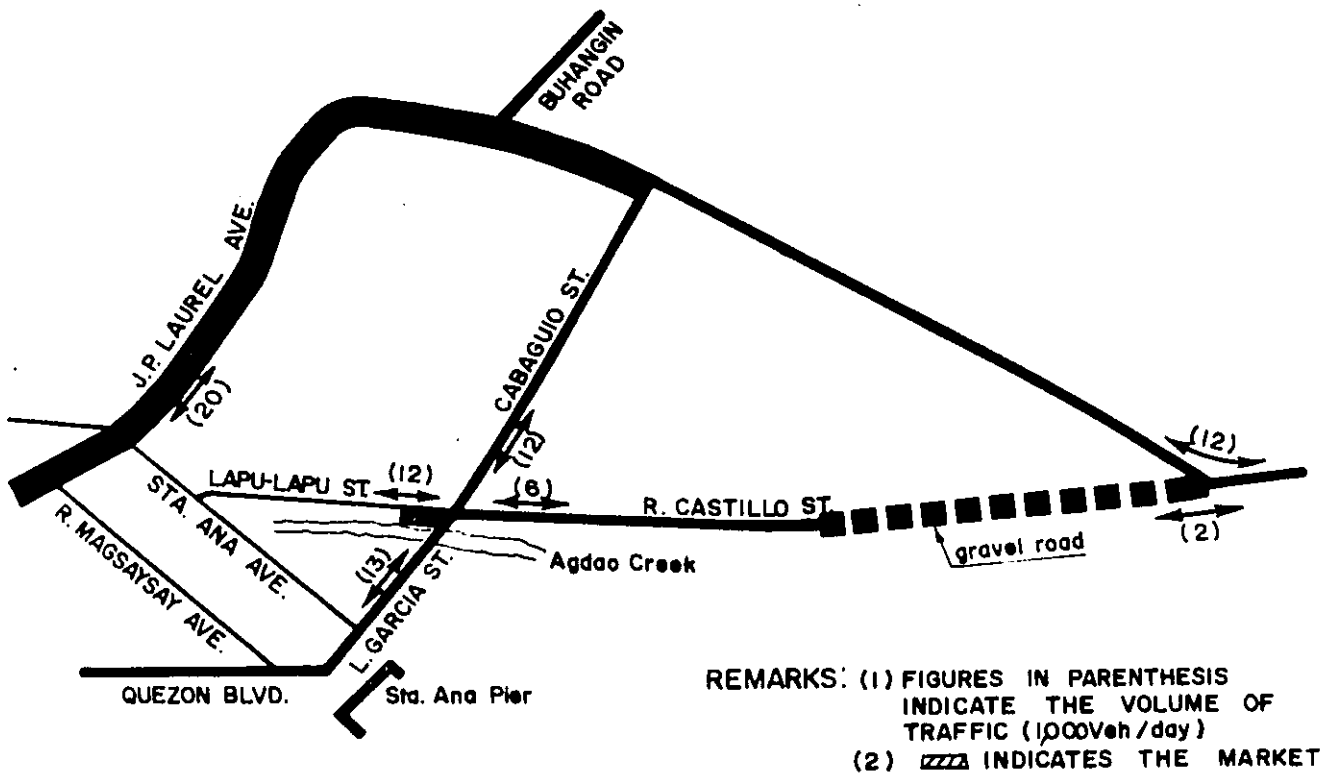 BUHANGIN
ROAD
J.P. LAUREL AVE.
(20)
CABAGUIO ST.
(12)
(12)
LAPU-LAPU ST.
(12)
(6)
R. CASTILLO ST.
(2)
gravel road
STA. ANA AVE.
R. MAGSAYSAY AVE.
(13)
Agdao Creek
L. GARCIA ST.
QUEZON BLVD.
Sta. Ana Pier
REMARKS: (1) FIGURES IN PARENTHESIS
INDICATE THE VOLUME OF
TRAFFIC (1,000Veh/day)
(2) INDICATES THE MARKET